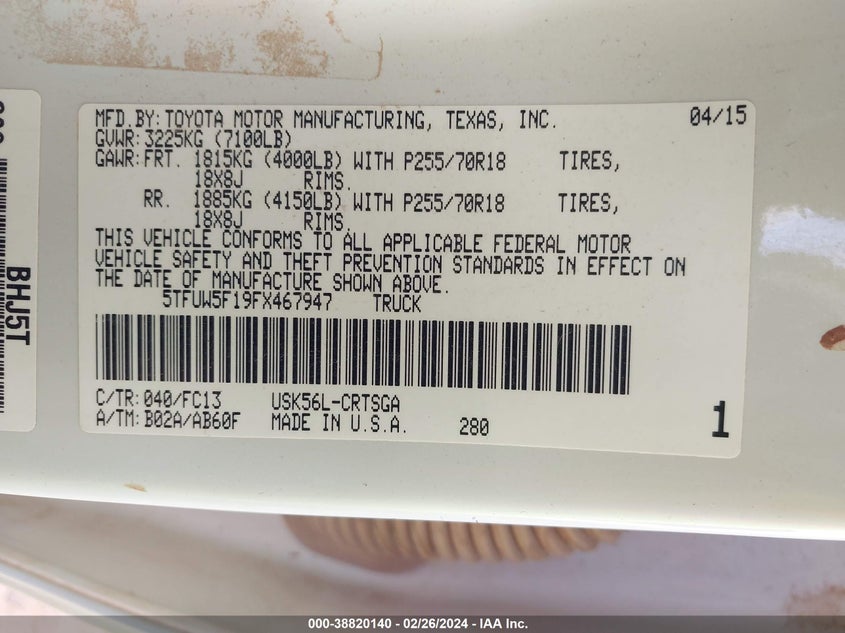 MFD.BY: TOYOTA MOTOR MANUFACTURING, TEXAS, INC. 04/15
GVWR: 3225KG (7100LB)
GAWR: FRT. 1815KG (4000LB) WITH P255/70R18 TIRES,
18X8J RIMS.
RR. 1885KG (4150LB) WITH P255/70R18 TIRES,
18X8J RIMS.
THIS VEHICLE CONFORMS TO ALL APPLICABLE FEDERAL MOTOR
VEHICLE SAFETY AND THEFT PREVENTION STANDARDS IN EFFECT ON
THE DATE OF MANUFACTURE SHOWN ABOVE.
5TFUW5F19FX467947 TRUCK
C/TR: 040/FC13 USK56L-CRTSGA
A/TM: B02A/AB60F MADE IN U.S.A. 280 1
BHJ5T
000-38820140 - 02/26/2024 - IAA Inc.